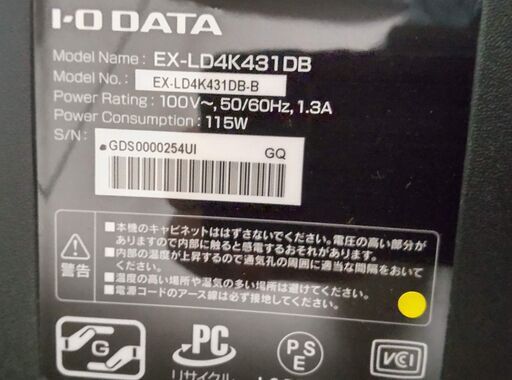 I-O DATA
Model Name: EX-LD4K431DB
Model No.: EX-LD4K431DB-B
Power Rating: 100V~, 50/60Hz, 1.3A
Power Consumption: 115W
S/N:
GDS0000254UI GQ
警告
■本機のキャビネットははずさないでください。電圧の高い部分が
ありますので内部に触ると感電するおそれがあります。
■内部の温度が上昇するので通気孔の周囲に適当な間隔をおいて
ください。
■温度の高い場所や湿気の多い場所は避けてください。
■電源コードのアース線は必ず接地してください。
G
PC
リサイクル
PSE
VCI